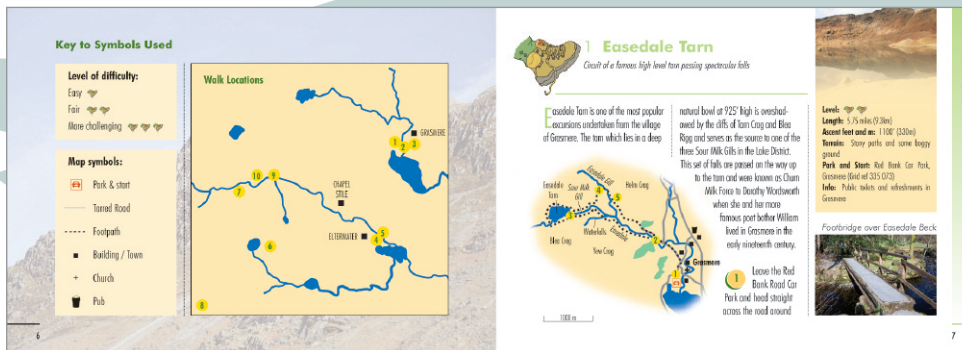 Key to Symbols Used
Level of difficulty:
Easy
Fair
More challenging
Map symbols:
Park & start
Tarred Road
Footpath
Building / Town
Church
Pub
6
Walk Locations
GRASMERE
1 2 3
10 9
7
CHAPEL
STILE
ELTERWATER
5
4
6
8
1 Easedale Tarn
Circuit of a famous high level tarn passing spectacular falls
Easedale Tarn is one of the most popular
excursions undertaken from the village
of Grasmere. The tarn which lies in a deep
natural bowl at 925' high is overshad-
owed by the cliffs of Tarn Crag and Blea
Rigg and serves as the source to one of the
three Sour Milk Gills in the Lake District.
This set of falls are passed on the way up
to the tarn and were known as Churn
Milk Force to Dorothy Wordsworth
when she and her more
famous poet bother William
lived in Grasmere in the
early nineteenth century.
1
Leave the Red
Bank Road Car
Park and head straight
across the road around
Easedale
Tarn
Sour Milk
Gill
Easedale Gill
4
5
Helm Crag
3
Waterfalls
Easedale
2
Blea Crag
Yew Crag
Grasmere
1
1000 m
Level:
Length: 5.75 miles (9.3km)
Ascent feet and m: 1100' (330m)
Terrain: Stony paths and some boggy
ground
Park and Start: Red Bank Car Park,
Grasmere (Grid ref 335 073)
Info: Public toilets and refreshments in
Grasmere
Footbridge over Easedale Beck
7